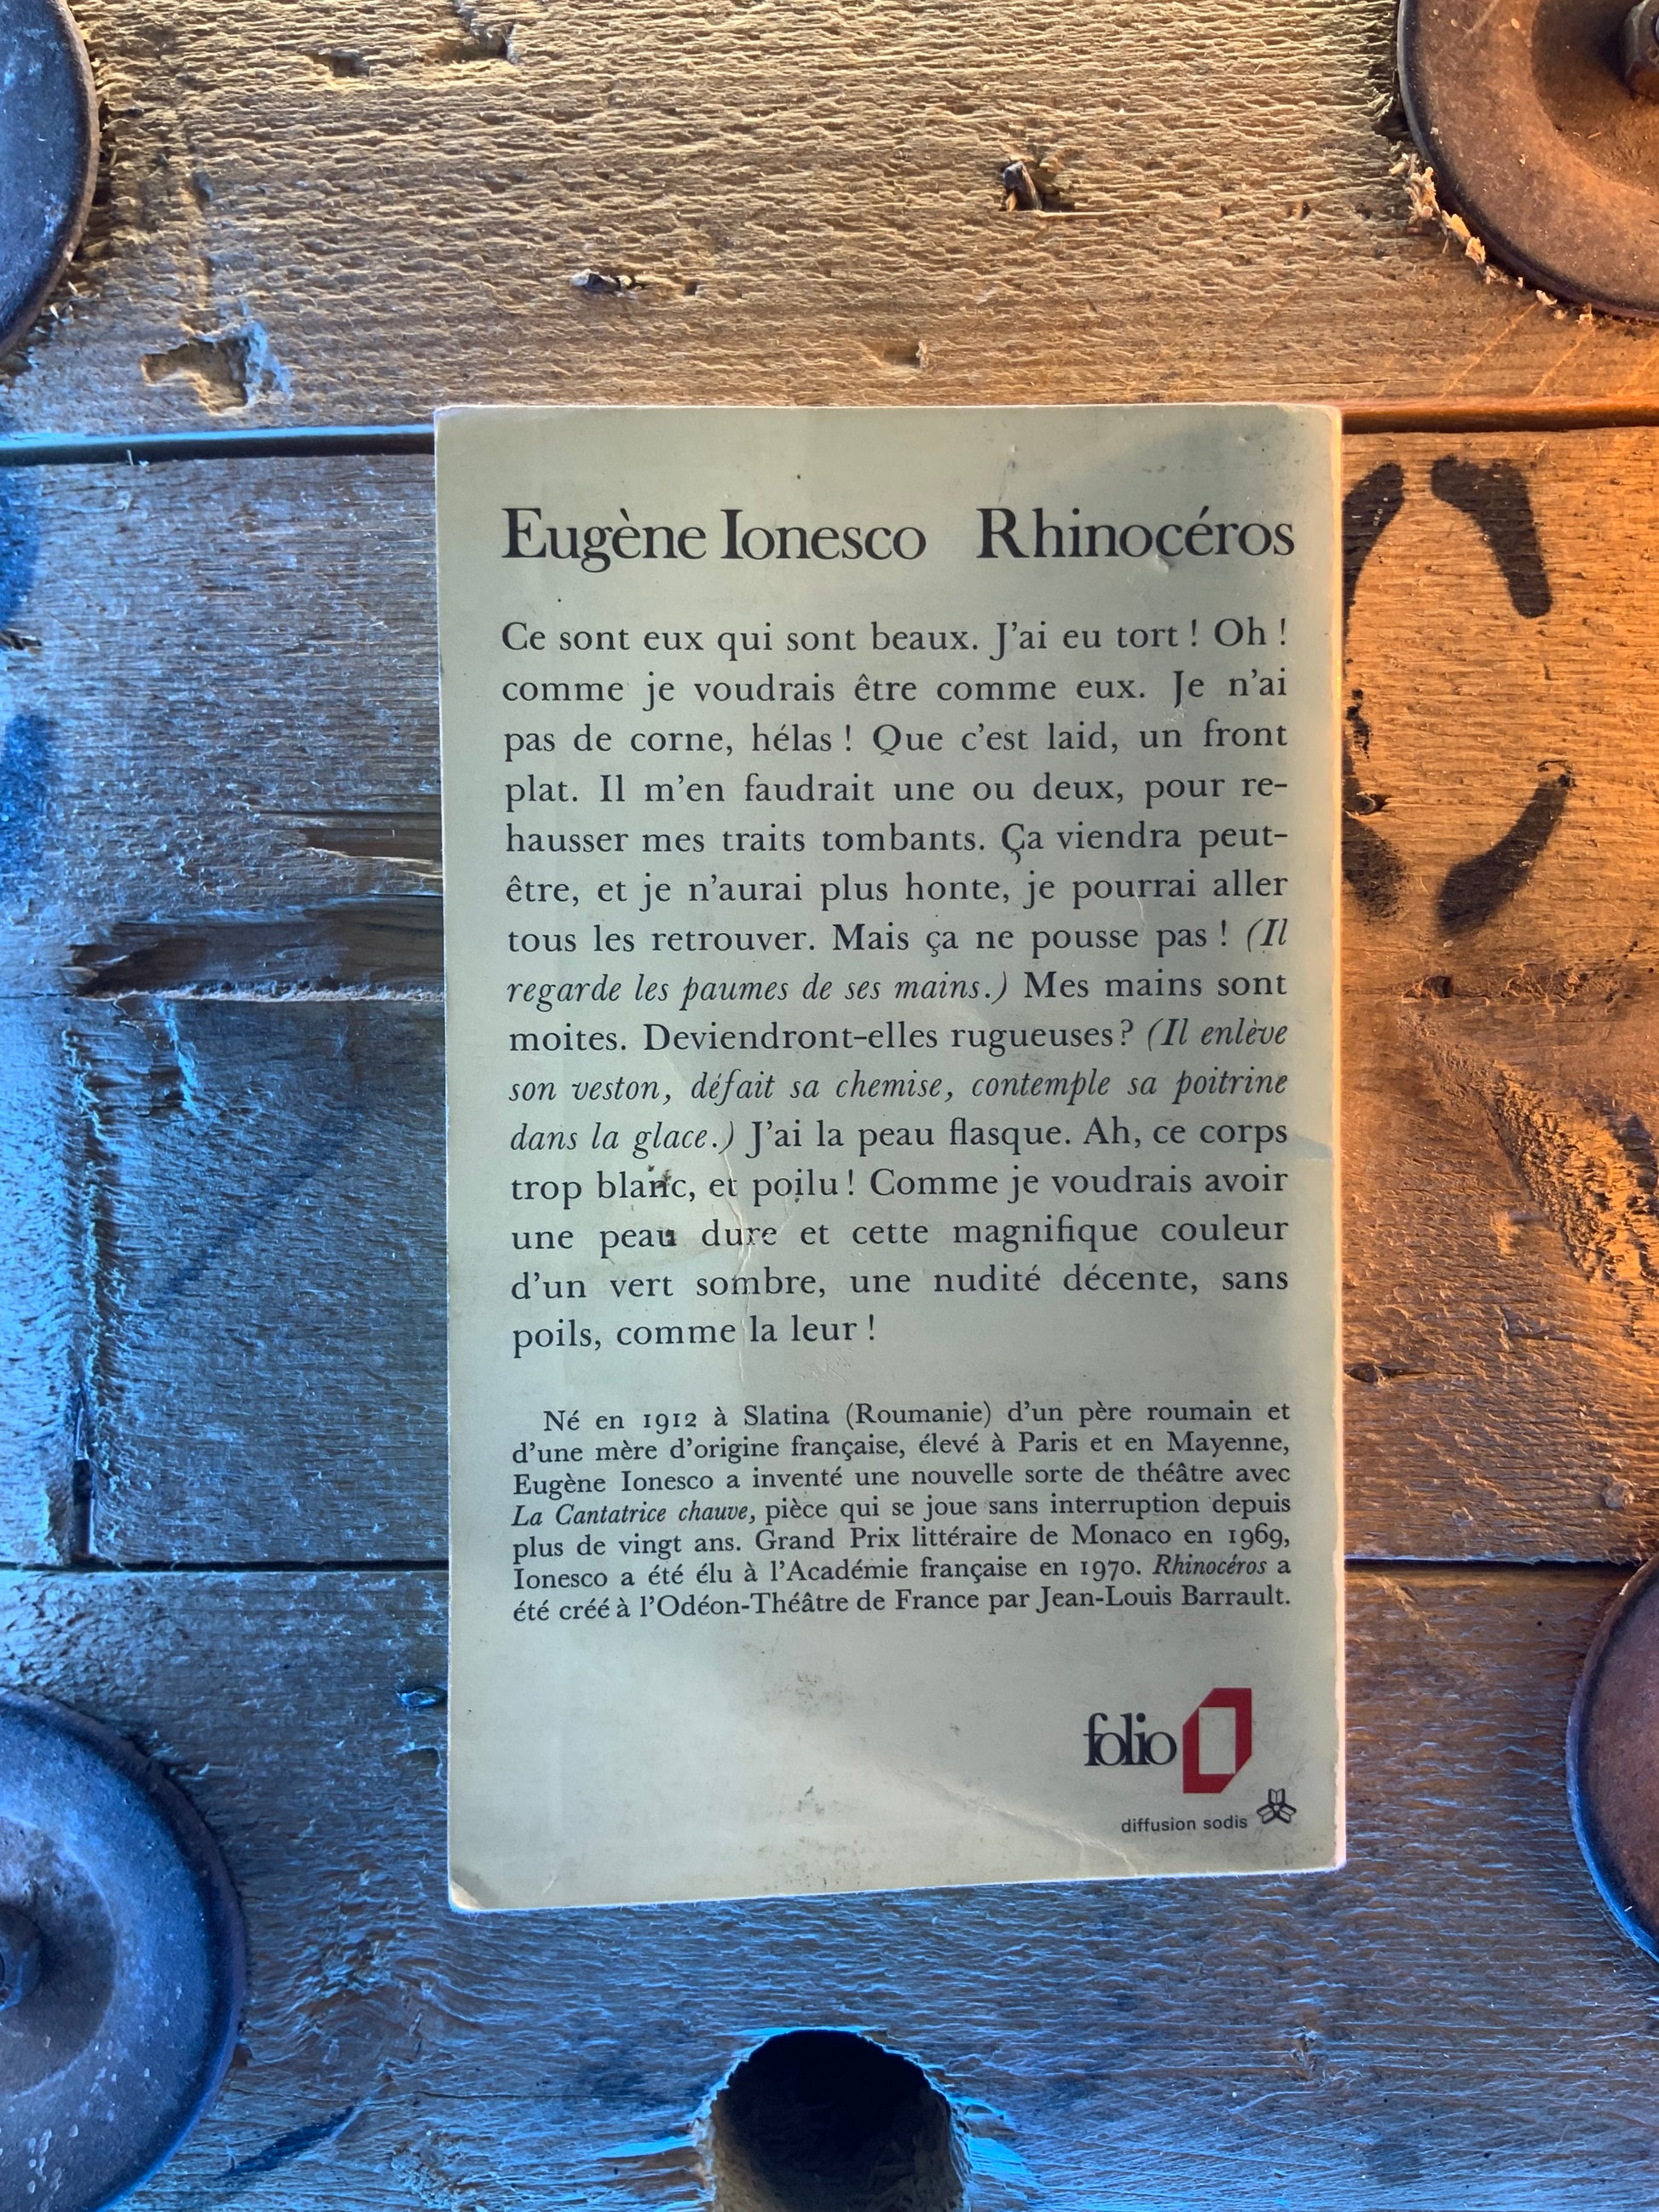 Eugène Ionesco Rhinocéros
Ce sont eux qui sont beaux. J'ai eu tort ! Oh !
comme je voudrais être comme eux. Je n'ai
pas de corne, hélas ! Que c'est laid, un front
plat. Il m'en faudrait une ou deux, pour re-
hausser mes traits tombants. Ça viendra peut-
être, et je n'aurai plus honte, je pourrai aller
tous les retrouver. Mais ça ne pousse pas ! (Il
regarde les paumes de ses mains.) Mes mains sont
moites. Deviendront-elles rugueuses ? (Il enlève
son veston, défait sa chemise, contemple sa poitrine
dans la glace.) J'ai la peau flasque. Ah, ce corps
trop blanc, et poilu ! Comme je voudrais avoir
une peau dure et cette magnifique couleur
d'un vert sombre, une nudité décente, sans
poils, comme la leur !
Né en 1912 à Slatina (Roumanie) d'un père roumain et
d'une mère d'origine française, élevé à Paris et en Mayenne,
Eugène Ionesco a inventé une nouvelle sorte de théâtre avec
La Cantatrice chauve, pièce qui se joue sans interruption depuis
plus de vingt ans. Grand Prix littéraire de Monaco en 1969,
Ionesco a été élu à l'Académie française en 1970. Rhinocéros a
été créé à l'Odéon-Théâtre de France par Jean-Louis Barrault.
folio
diffusion sodis